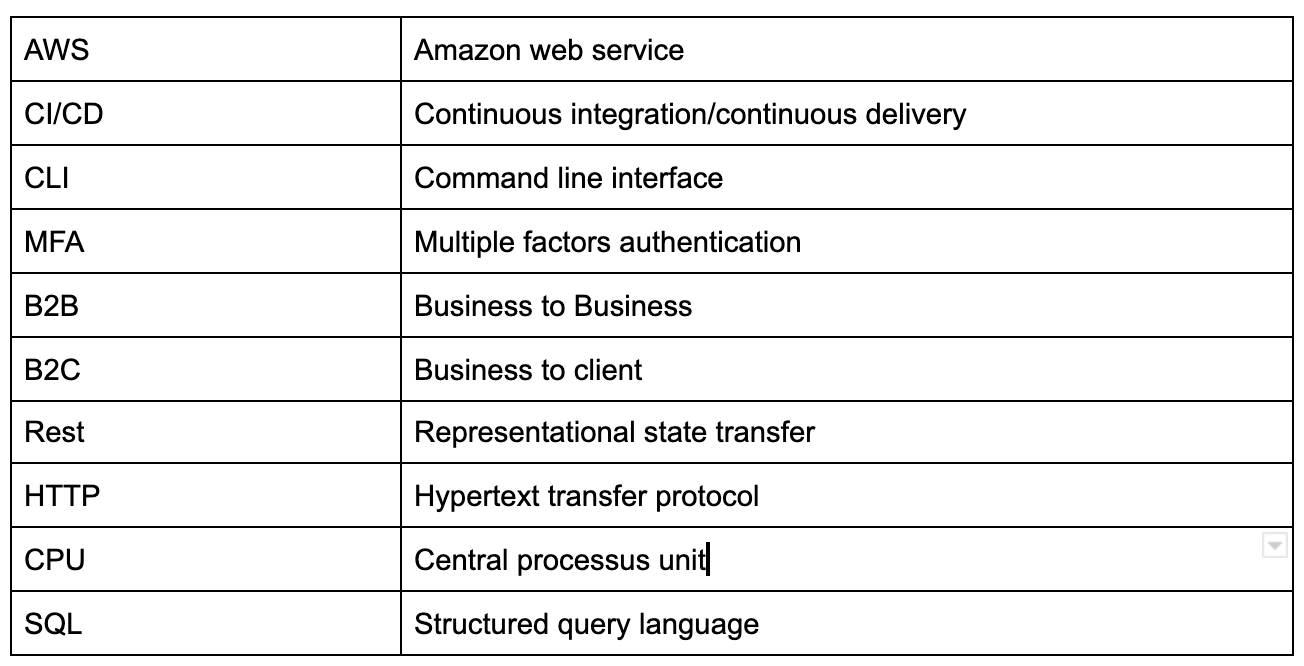 AWS Amazon web service
CI/CD Continuous integration/continuous delivery
CLI Command line interface
MFA Multiple factors authentication
B2B Business to Business
B2C Business to client
Rest Representational state transfer
HTTP Hypertext transfer protocol
CPU Central processus unit
SQL Structured query language